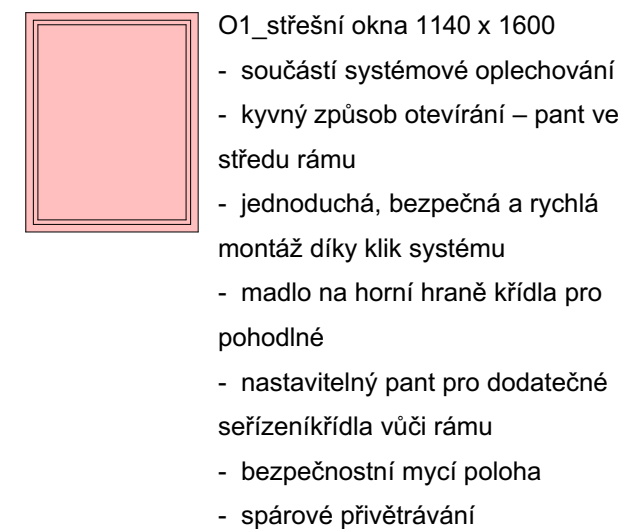 O1_střešní okna 1140 x 1600
- součástí systémové oplechování
- kyvný způsob otevírání – pant ve
středu rámu
- jednoduchá, bezpečná a rychlá
montáž díky klik systému
- madlo na horní hraně křídla pro
pohodlné
- nastavitelný pant pro dodatečné
seřízeníkřídla vůči rámu
- bezpečnostní mycí poloha
- spárové přivětrávání